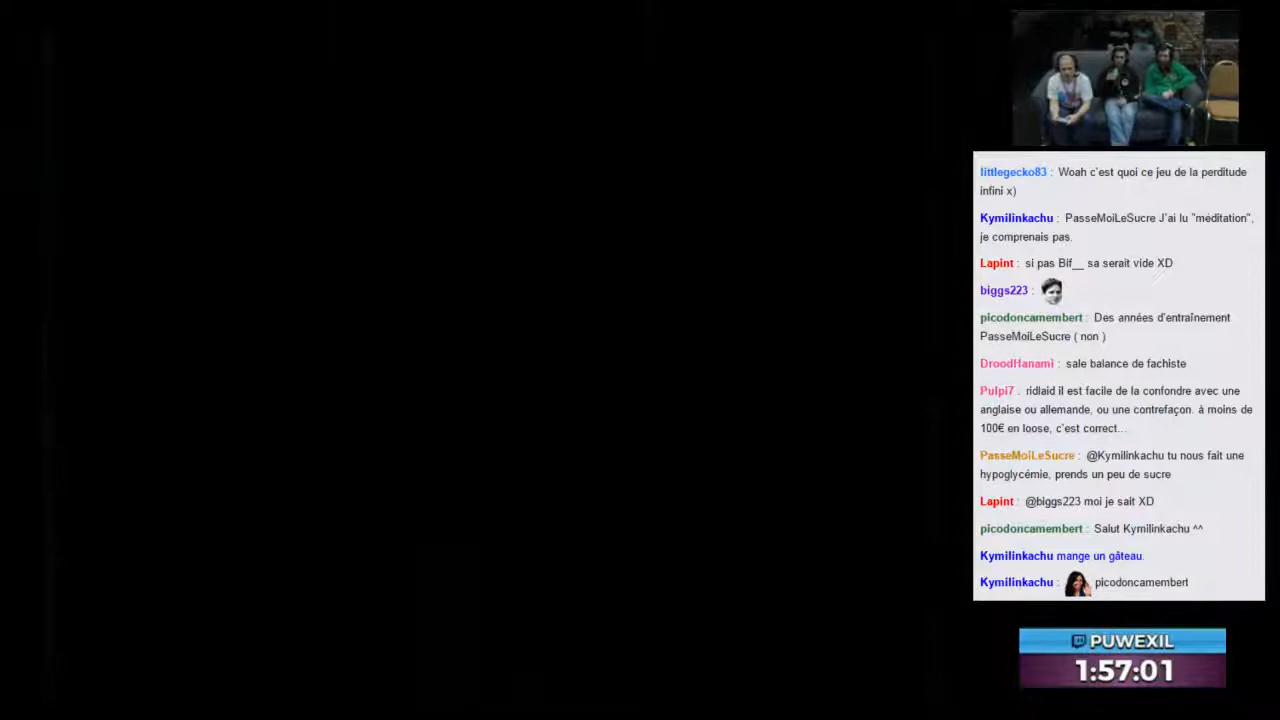 littlegecko83 : Woah c'est quoi ce jeu de la perditude
infini x)
Kymilinkachu : PasseMoiLeSucre J'ai lu "méditation",
je comprenais pas.
Lapint : si pas Bif__ sa serait vide XD
biggs223 :
picodoncamembert : Des années d'entraînement
PasseMoiLeSucre ( non )
DroodHanami : sale balance de fachiste
Pulpi7 : ridlaid il est facile de la confondre avec une
anglaise ou allemande, ou une contrefaçon. à moins de
100€ en loose, c'est correct...
PasseMoiLeSucre : @Kymilinkachu tu nous fait une
hypoglycémie, prends un peu de sucre
Lapint : @biggs223 moi je sait XD
picodoncamembert : Salut Kymilinkachu ^^
Kymilinkachu mange un gâteau.
Kymilinkachu : picodoncamembert
PUWEXIL
1:57:01